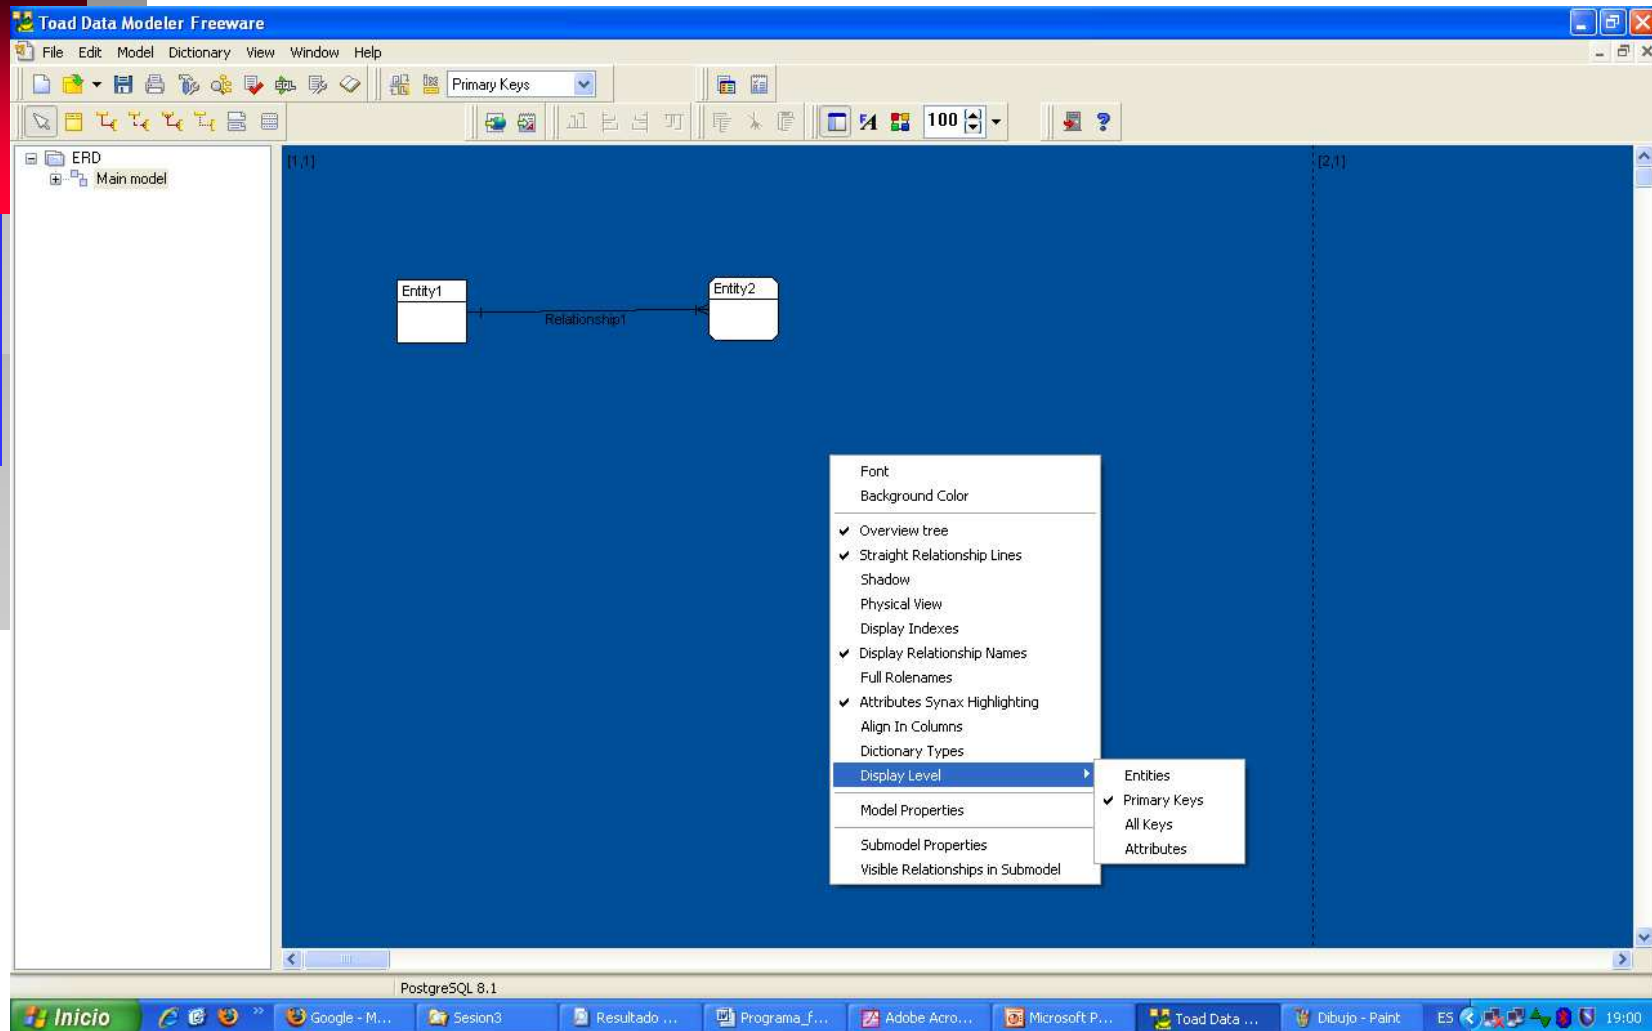 Toad Data Modeler Freeware
File Edit Model Dictionary View Window Help
Primary Keys
100
ERD
Main model
[1,1]
[2,1]
Entity1
Entity2
Relationship1
Font
Background Color
Overview tree
Straight Relationship Lines
Shadow
Physical View
Display Indexes
Display Relationship Names
Full Rolenames
Attributes Synax Highlighting
Align In Columns
Dictionary Types
Display Level
Entities
Primary Keys
All Keys
Attributes
Model Properties
Submodel Properties
Visible Relationships in Submodel
PostgreSQL 8.1
Inicio
Google - M...
Sesion3
Resultado ...
Programa_f...
Adobe Acro...
Microsoft P...
Toad Data ...
Dibujo - Paint
ES
19:00